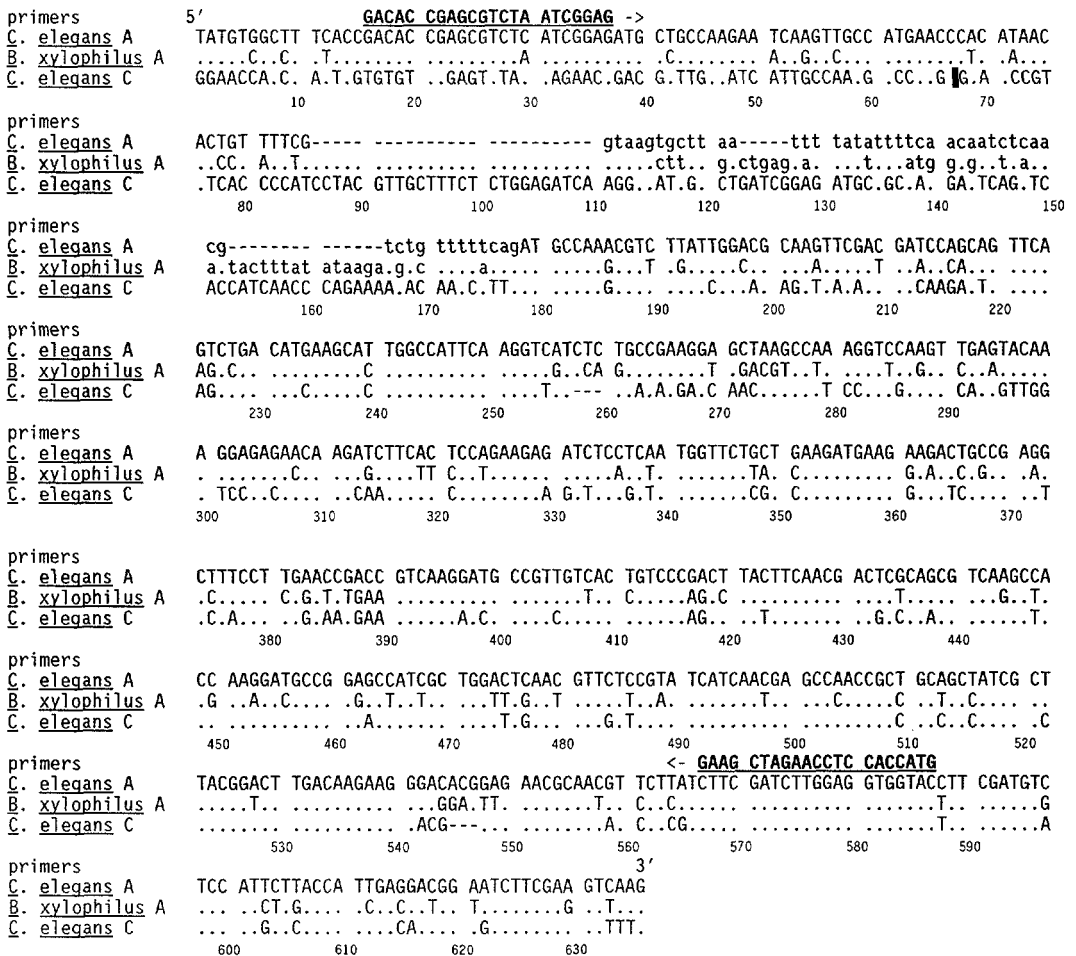 primers 5' GACAC CGAGCGTCTA ATCGGAG ->
C. elegans A TATGTGGCTT TCACCGACAC CGAGCGTCTC ATCGGAGATG CTGCCAAGAA TCAAGTTGCC ATGAACCCAC ATAAC
B. xylophilus A ....C..C. ..T....... .......... A......... ..C....... ..A..G..C. ........T. ..A..
C. elegans C GGAACCA.C. A.T.GTGTGT ..GAGT.TA. .AGAAC.GAC G.TTG..ATC ATTGCCAA.G .CC..G G.A .CCGT
10 20 30 40 50 60 70
primers
C. elegans A ACTGT TTTCG----- ---------- ---------- gtaagtgctt aa-----ttt tatattttca acaatctcaa
B. xylophilus A ..CC. A..T.----- ---------- ---------- .....ctt.. g.ctgag.a. ...t...atg g.g..t.a..
C. elegans C .TCAC CCCATCCTAC GTTGCTTTCT CTGGAGATCA AGG..AT.G. CTGATCGGAG ATGC.GC.A. GA.TCAG.TC
80 90 100 110 120 130 140 150
primers
C. elegans A cg-------- ------tctg tttttcagAT GCCAAACGTC TTATTGGACG CAAGTTCGAC GATCCAGCAG TTCA
B. xylophilus A a.tactttat ataaga.g.c ....a..... ......G...T .G.....C.. ...A.....T ..A..CA... ....
C. elegans C ACCATCAACC CAGAAAA.AC AA.C.TT... ......G... .....C..A. AG.T..A.A.. ..CAAGA.T. ....
160 170 180 190 200 210 220
primers
C. elegans A GTCTGA CATGAAGCAT TGGCCATTCA AGGTCATCTC TGCCGAAGGA GCTAAGCCAA AGGTCCAAGT TGAGTACAA
B. xylophilus A AG.C.. ........C. .......... ....G..CA G........T .GACGT..T. ....T..G.. C..A.....
C. elegans C AG.... ..C.....C. .......... ...T..---. ..A.A.GA.C AAC......T CC...G.... CA..GTTGG
230 240 250 260 270 280 290
primers
C. elegans A A GGAGAGAACA AGATCTTCAC TCCAGAAGAG ATCTCCTCAA TGGTTCTGCT GAAGATGAAG AAGACTGCCG AGG
B. xylophilus A . ......C... ...G...TT C..T...... ....A..T.. .......TA. C......... G.A..C.G.. .A.
C. elegans C . TCC..C.... ..CAA..... C........A G.T...G.T. .......CG. C......... C...TC.... ..T
300 310 320 330 340 350 360 370
primers
C. elegans A CTTTCCTT TGAACCGACC GTCAAGGATG CCGTTGTCAC TGTCCCGACT TACTTCAACG ACTCGCAGCG TCAAGCCA
B. xylophilus A .C..... C.G.T.TGAA .......... .......T.. C.....AG.C .......... ....T..... ...G..T.
C. elegans C .C.A... ..G.AA.GAA ......A.C. ....C..... ......AG.. ...T...... ..G.C..A.. ......T.
380 390 400 410 420 430 440
primers
C. elegans A CC AAGGATGCCG GAGCCATCGC TGGACTCAAC GTTCTCCGTA TCATCAACGA GCCAACCGCT GCAGCTATCG CT
B. xylophilus A .G ..A..C.... .G..T..T.. ....TT.G.. T.....T..A. .......T.. ...C.....C ..T..C.... ..
C. elegans C .. .......... ..A....... .....T.G.. ....G.T... .......... ........C ..C..C.... .C
450 460 470 480 490 500 510 520
primers <- GAAG CTAGAACCTC CACCATG
C. elegans A TACGGACT TGACAAGAAG GGACACGGAG AACGCAACGT TCTTATCTTC GATCTTGGAG GTGGTACCTT CGATGTC
B. xylophilus A .....T.. .......... ...GGA.TT. .......T.. C..C...... .......... .......T.. ......G
C. elegans C ........ .......... .ACG---... ........A. C..CG..... .......... .......T.. ......A
530 540 550 560 570 580 590
primers 3'
C. elegans A TCC ATTCTTACCA TTGAGGACGG AATCTTCGAA GTCAAG
B. xylophilus A ... ..CT.G.... .C..C..T.. T.......G ..T...
C. elegans C ... ..G..C.... ....CA.... .G........ ..TTT.
600 610 620 630